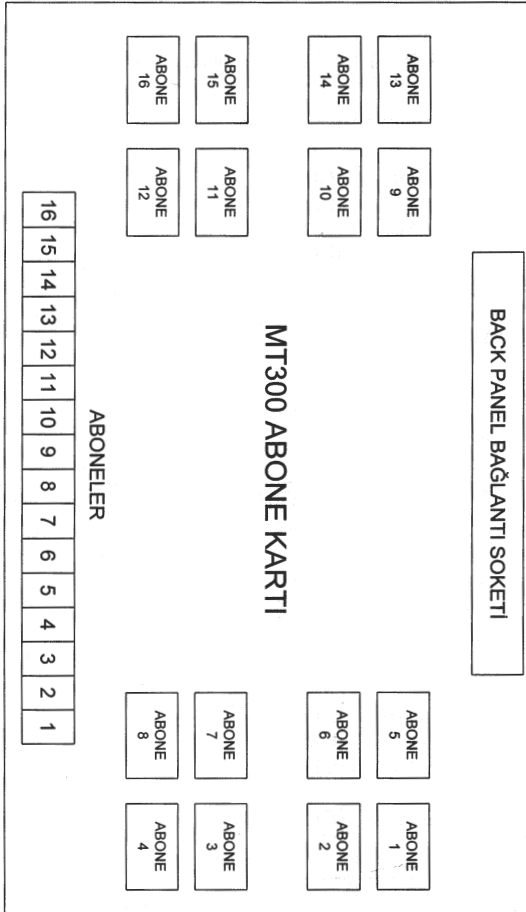 BACK PANEL BAĞLANTI SOKETİ
ABONE
13
ABONE
9
ABONE
5
ABONE
1
ABONE
14
ABONE
10
ABONE
6
ABONE
2
MT300 ABONE KARTI
ABONE
15
ABONE
11
ABONE
7
ABONE
3
ABONE
16
ABONE
12
ABONE
8
ABONE
4
ABONELER
16 15 14 13 12 11 10 9 8 7 6 5 4 3 2 1